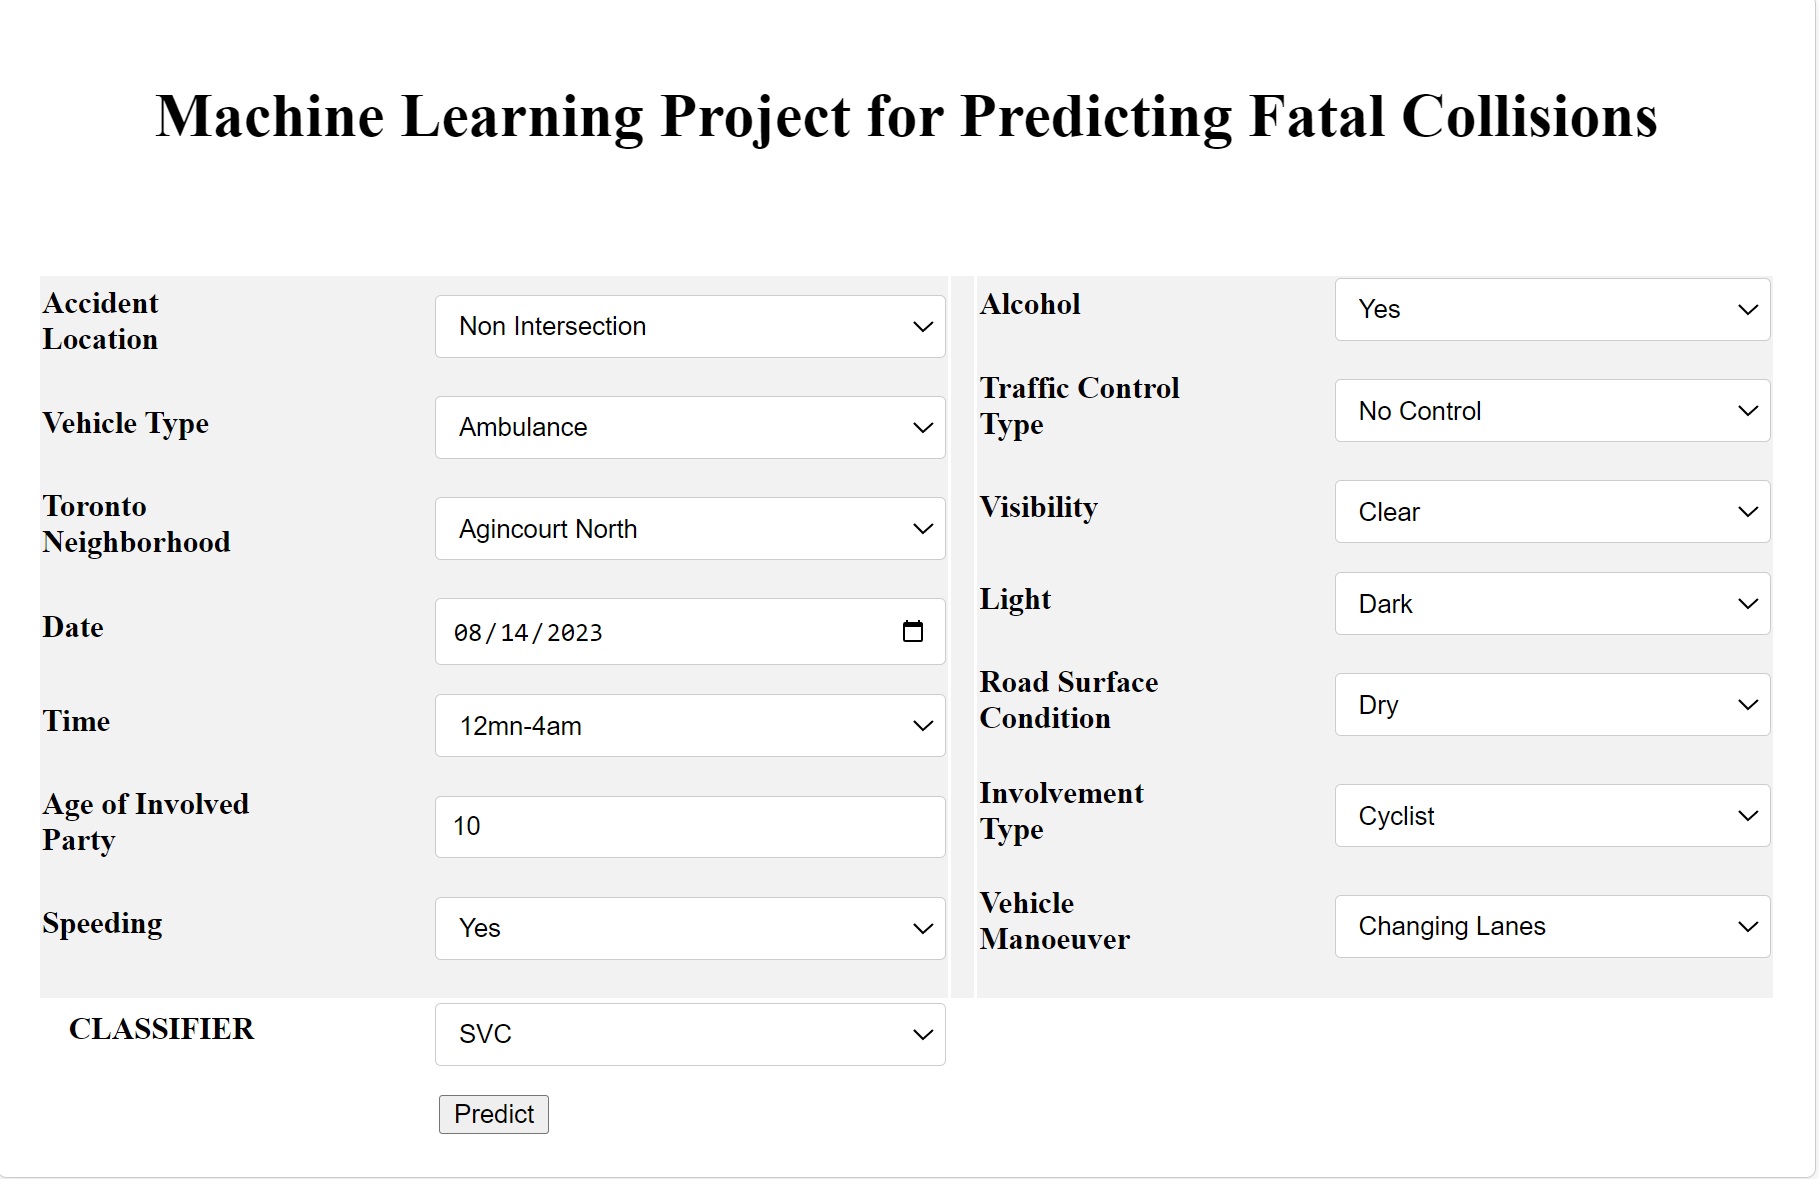 Machine Learning Project for Predicting Fatal Collisions
Accident
Location
Non Intersection
Vehicle Type
Ambulance
Toronto
Neighborhood
Agincourt North
Date
08/14/2023
Time
12mn-4am
Age of Involved
Party
10
Speeding
Yes
Alcohol
Yes
Traffic Control
Type
No Control
Visibility
Clear
Light
Dark
Road Surface
Condition
Dry
Involvement
Type
Cyclist
Vehicle
Manoeuver
Changing Lanes
CLASSIFIER
SVC
Predict